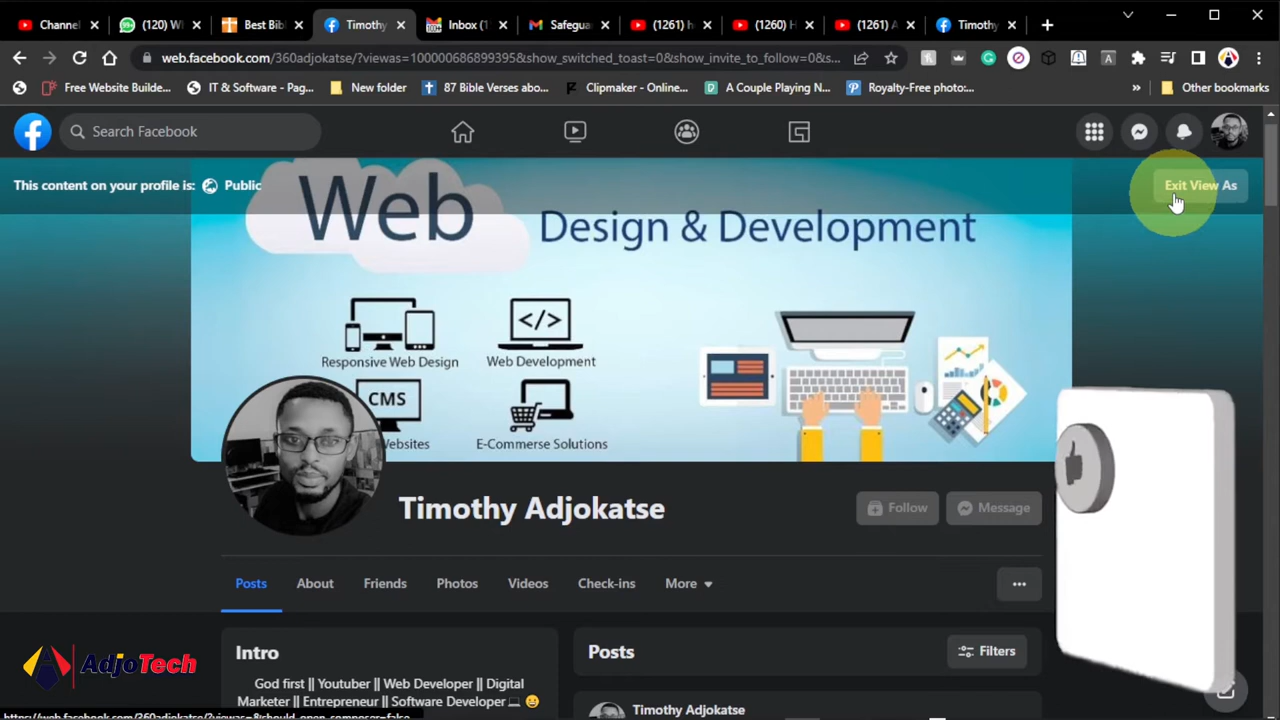 Channel
(120) W
Best Bib
Timothy
Inbox (1
Safegua
(1261) h
(1260) H
(1261) A
Timothy
web.facebook.com/360adjokatse/?viewas=100000686899395&show_switched_toast=0&show_invite_to_follow=0&s...
Free Website Builde...
IT & Software - Pag...
New folder
87 Bible Verses abo...
Clipmaker - Online...
A Couple Playing N...
Royalty-Free photo:...
»
Other bookmarks
Search Facebook
This content on your profile is: Public
Exit View As
Web Design & Development
Responsive Web Design
Web Development
CMS
Websites
E-Commerce Solutions
Timothy Adjokatse
Follow
Message
Posts
About
Friends
Photos
Videos
Check-ins
More
Intro
Posts
Filters
God first || Youtuber || Web Developer || Digital
Marketer || Entrepreneur || Software Developer 💻 😀
Timothy Adjokatse
AdjoTech